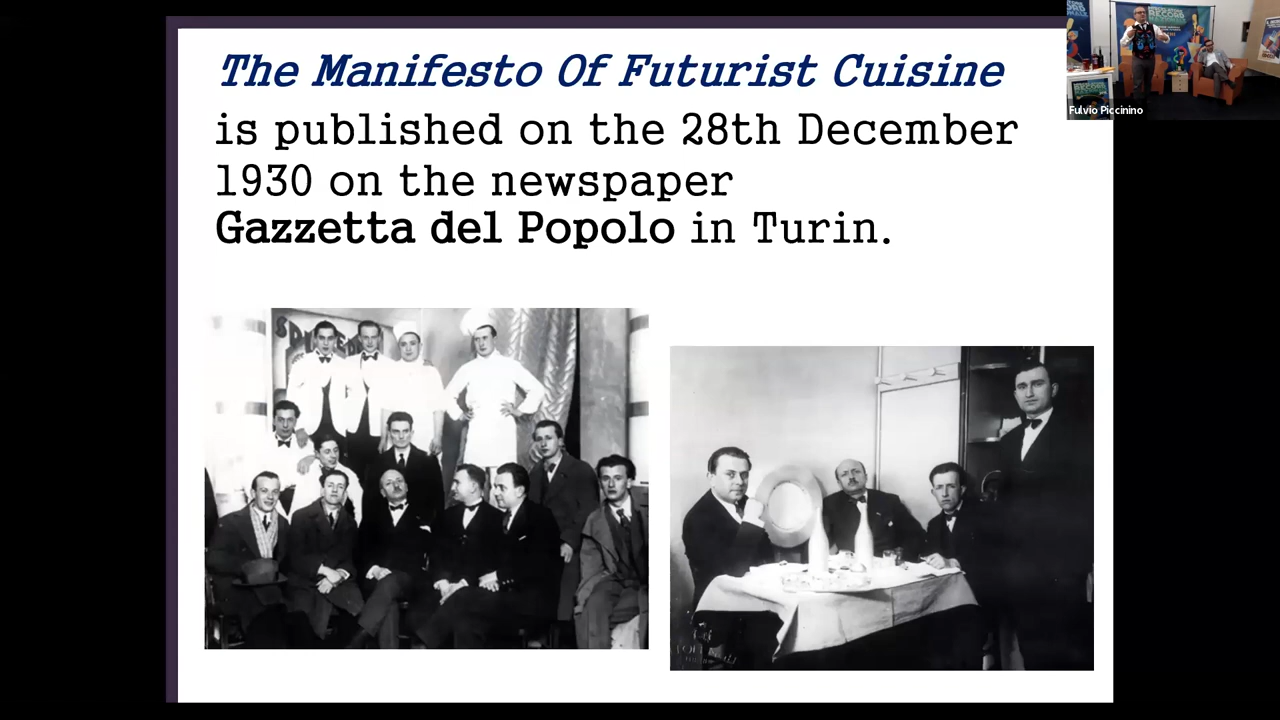 The Manifesto Of Futurist Cuisine
is published on the 28th December
1930 on the newspaper
Gazzetta del Popolo in Turin.
RECORD
Fulvio Piccinino